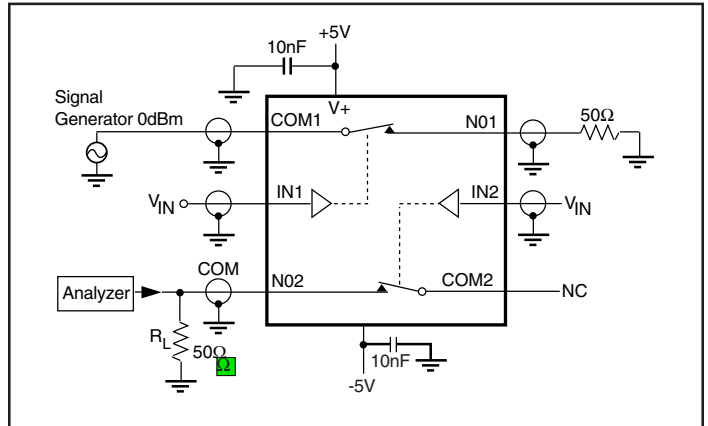 +5V
10nF
Signal
Generator 0dBm
V+
COM1
N01
50Ω
VIN
IN1
IN2
VIN
COM
N02
COM2
NC
Analyzer
RL
50Ω
Ω
10nF
-5V